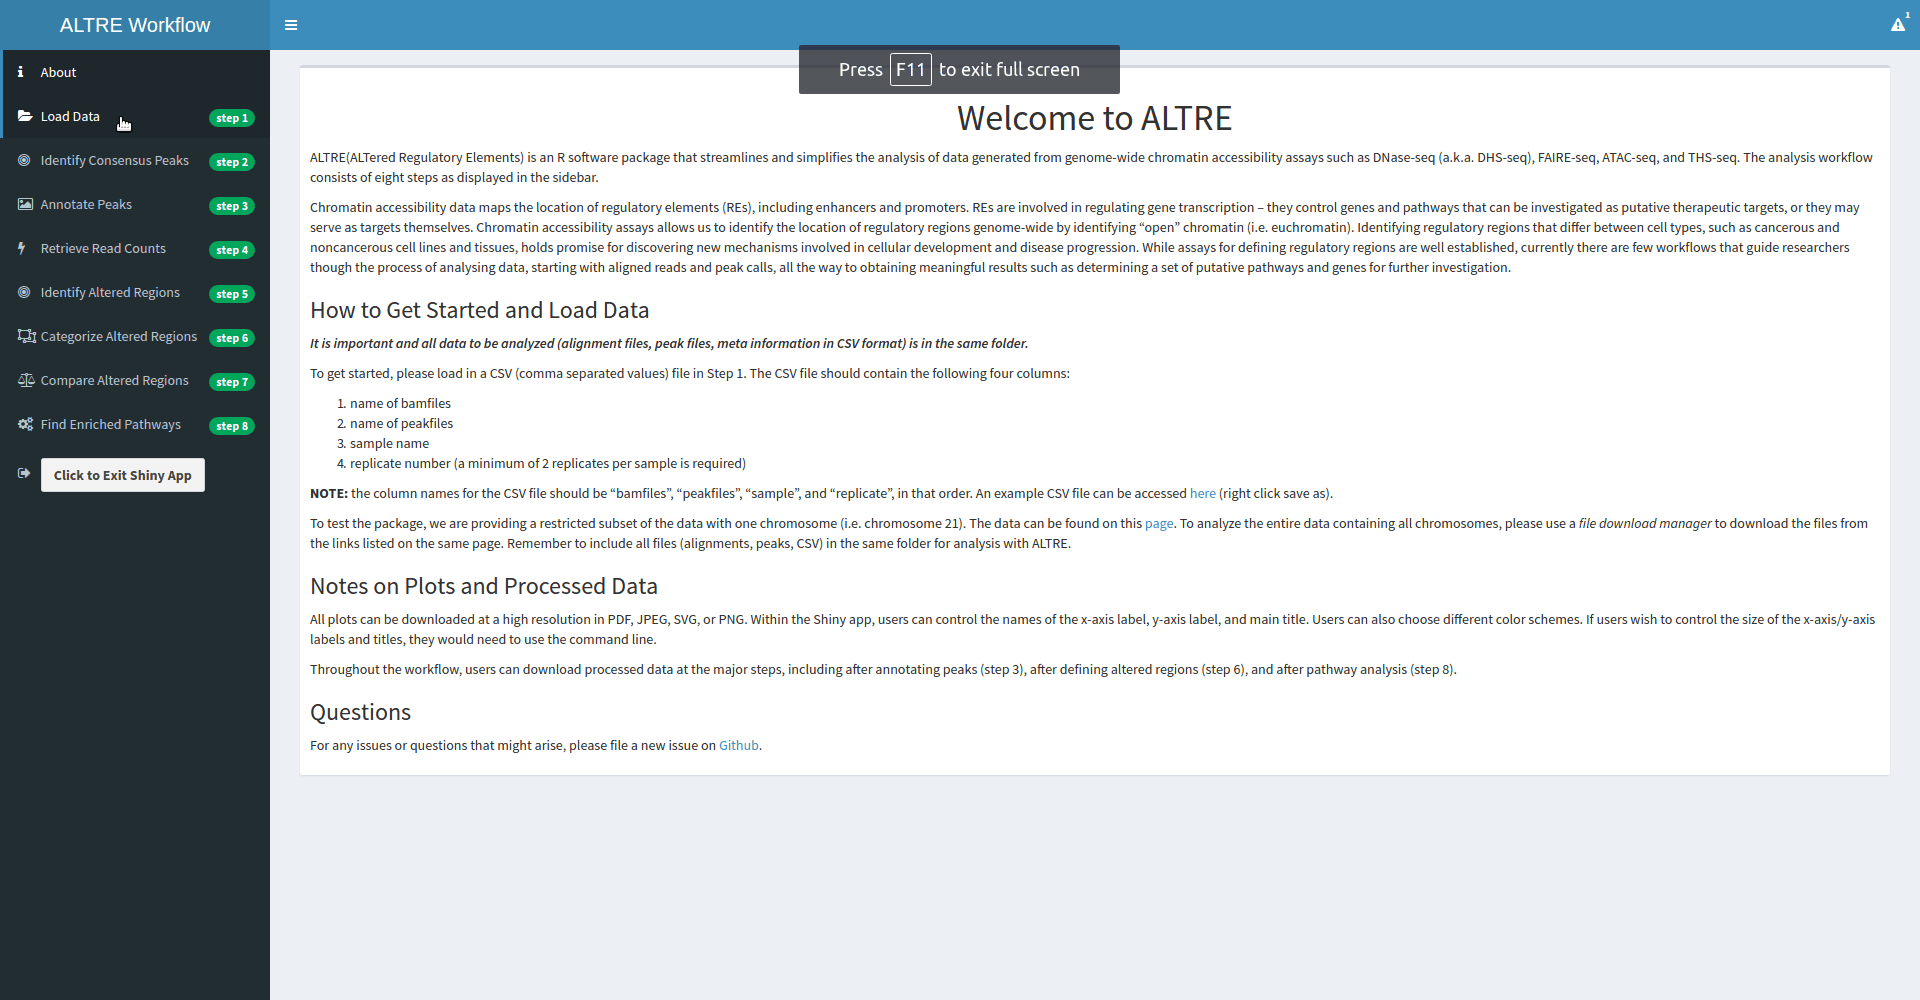 ALTRE Workflow
1
About
Load Data step 1
Identify Consensus Peaks step 2
Annotate Peaks step 3
Retrieve Read Counts step 4
Identify Altered Regions step 5
Categorize Altered Regions step 6
Compare Altered Regions step 7
Find Enriched Pathways step 8
Click to Exit Shiny App
Press F11 to exit full screen
Welcome to ALTRE
ALTRE(ALTered Regulatory Elements) is an R software package that streamlines and simplifies the analysis of data generated from genome-wide chromatin accessibility assays such as DNase-seq (a.k.a. DHS-seq), FAIRE-seq, ATAC-seq, and THS-seq. The analysis workflow
consists of eight steps as displayed in the sidebar.
Chromatin accessibility data maps the location of regulatory elements (REs), including enhancers and promoters. REs are involved in regulating gene transcription – they control genes and pathways that can be investigated as putative therapeutic targets, or they may
serve as targets themselves. Chromatin accessibility assays allows us to identify the location of regulatory regions genome-wide by identifying “open” chromatin (i.e. euchromatin). Identifying regulatory regions that differ between cell types, such as cancerous and
noncancerous cell lines and tissues, holds promise for discovering new mechanisms involved in cellular development and disease progression. While assays for defining regulatory regions are well established, currently there are few workflows that guide researchers
though the process of analysing data, starting with aligned reads and peak calls, all the way to obtaining meaningful results such as determining a set of putative pathways and genes for further investigation.
How to Get Started and Load Data
It is important and all data to be analyzed (alignment files, peak files, meta information in CSV format) is in the same folder.
To get started, please load in a CSV (comma separated values) file in Step 1. The CSV file should contain the following four columns:
1. name of bamfiles
2. name of peakfiles
3. sample name
4. replicate number (a minimum of 2 replicates per sample is required)
NOTE: the column names for the CSV file should be “bamfiles”, “peakfiles”, “sample”, and “replicate”, in that order. An example CSV file can be accessed here (right click save as).
To test the package, we are providing a restricted subset of the data with one chromosome (i.e. chromosome 21). The data can be found on this page. To analyze the entire data containing all chromosomes, please use a file download manager to download the files from
the links listed on the same page. Remember to include all files (alignments, peaks, CSV) in the same folder for analysis with ALTRE.
Notes on Plots and Processed Data
All plots can be downloaded at a high resolution in PDF, JPEG, SVG, or PNG. Within the Shiny app, users can control the names of the x-axis label, y-axis label, and main title. Users can also choose different color schemes. If users wish to control the size of the x-axis/y-axis
labels and titles, they would need to use the command line.
Throughout the workflow, users can download processed data at the major steps, including after annotating peaks (step 3), after defining altered regions (step 6), and after pathway analysis (step 8).
Questions
For any issues or questions that might arise, please file a new issue on Github.